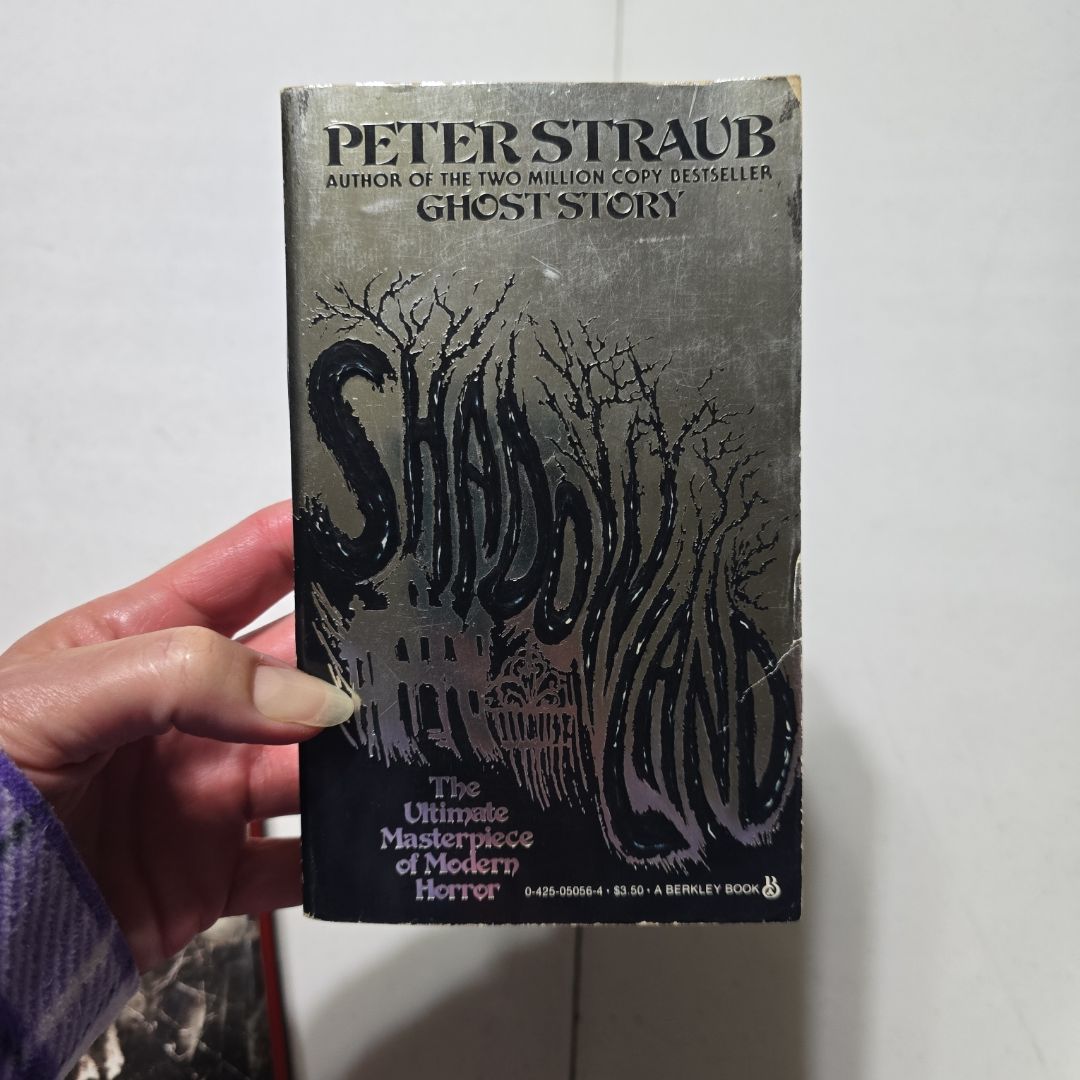 PETER STRAUB
AUTHOR OF THE TWO MILLION COPY BESTSELLER
GHOST STORY
SHADOWLAND
The
Ultimate
Masterpiece
of Modern
Horror
0-425-05056-4 • $3.50 • A BERKLEY BOOK B